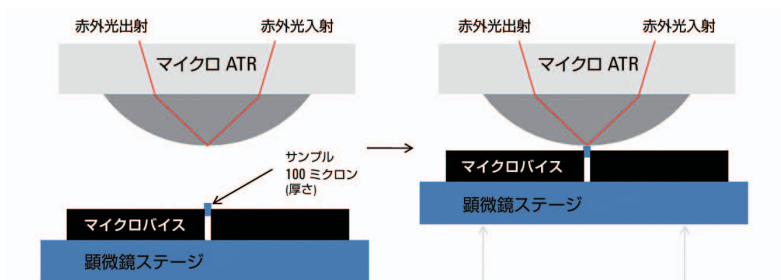 赤外光出射
赤外光入射
マイクロ ATR
サンプル
100 ミクロン
(厚さ)
マイクロバイス
顕微鏡ステージ
赤外光出射
赤外光入射
マイクロ ATR
マイクロバイス
顕微鏡ステージ